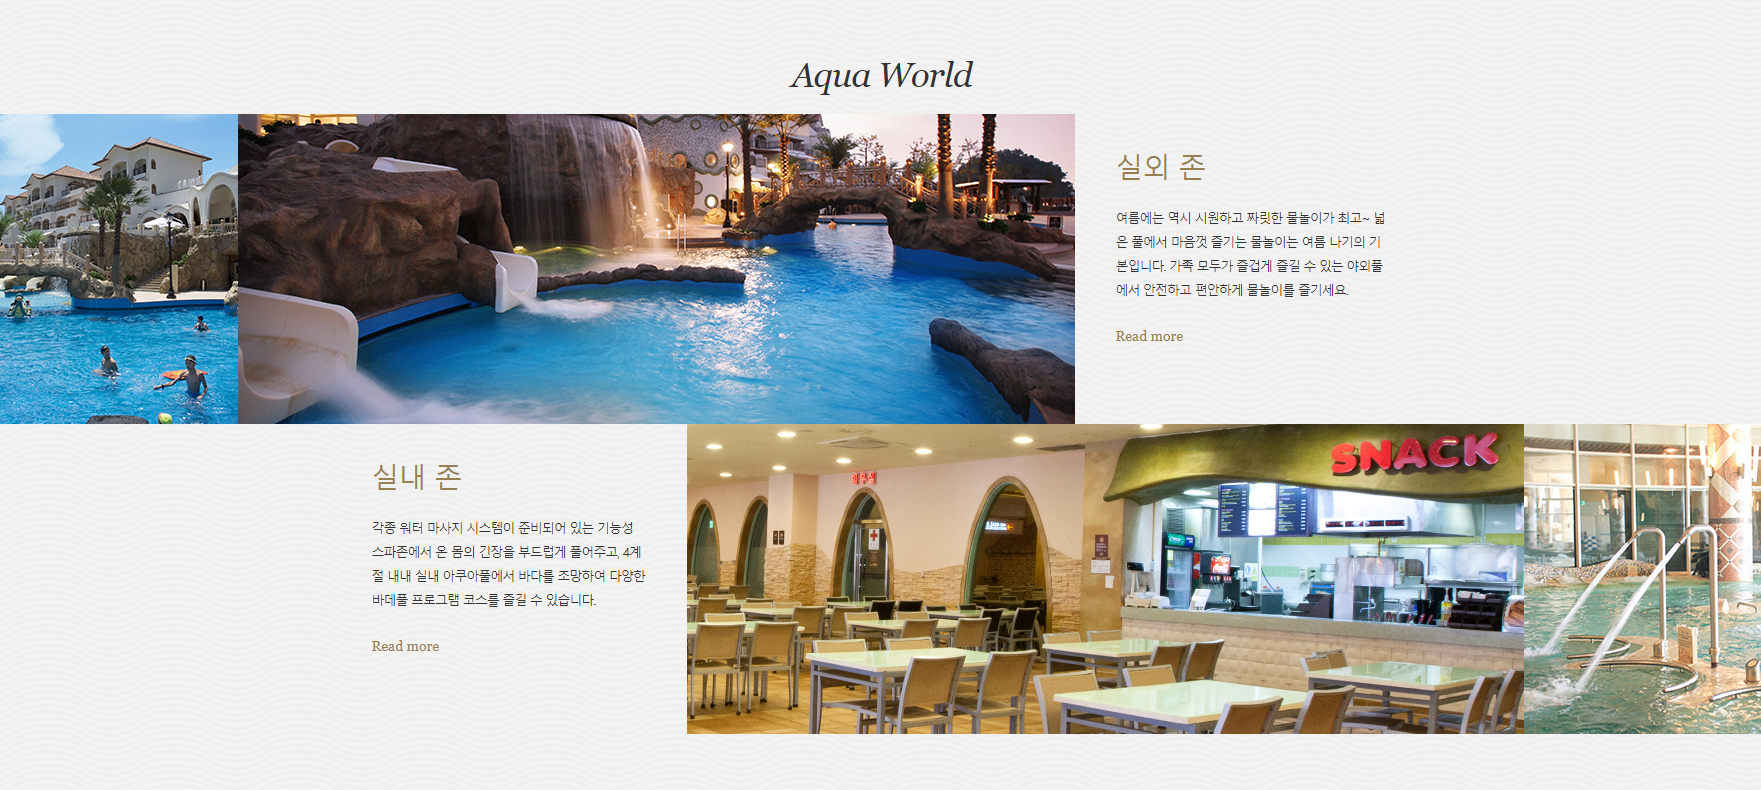 Aqua World
실외 존
여름에는 역시 시원하고 짜릿한 물놀이가 최고~ 넓
은 풀에서 마음껏 즐기는 물놀이는 여름 나기의 기
본입니다. 가족 모두가 즐겁게 즐길 수 있는 야외풀
에서 안전하고 편안하게 물놀이를 즐기세요.
Read more
실내 존
각종 워터 마사지 시스템이 준비되어 있는 기능성
스파존에서 온 몸의 긴장을 부드럽게 풀어주고, 4계
절 내내 실내 아쿠아풀에서 바다를 조망하여 다양한
바데풀 프로그램 코스를 즐길 수 있습니다.
Read more
SNACK
의무실